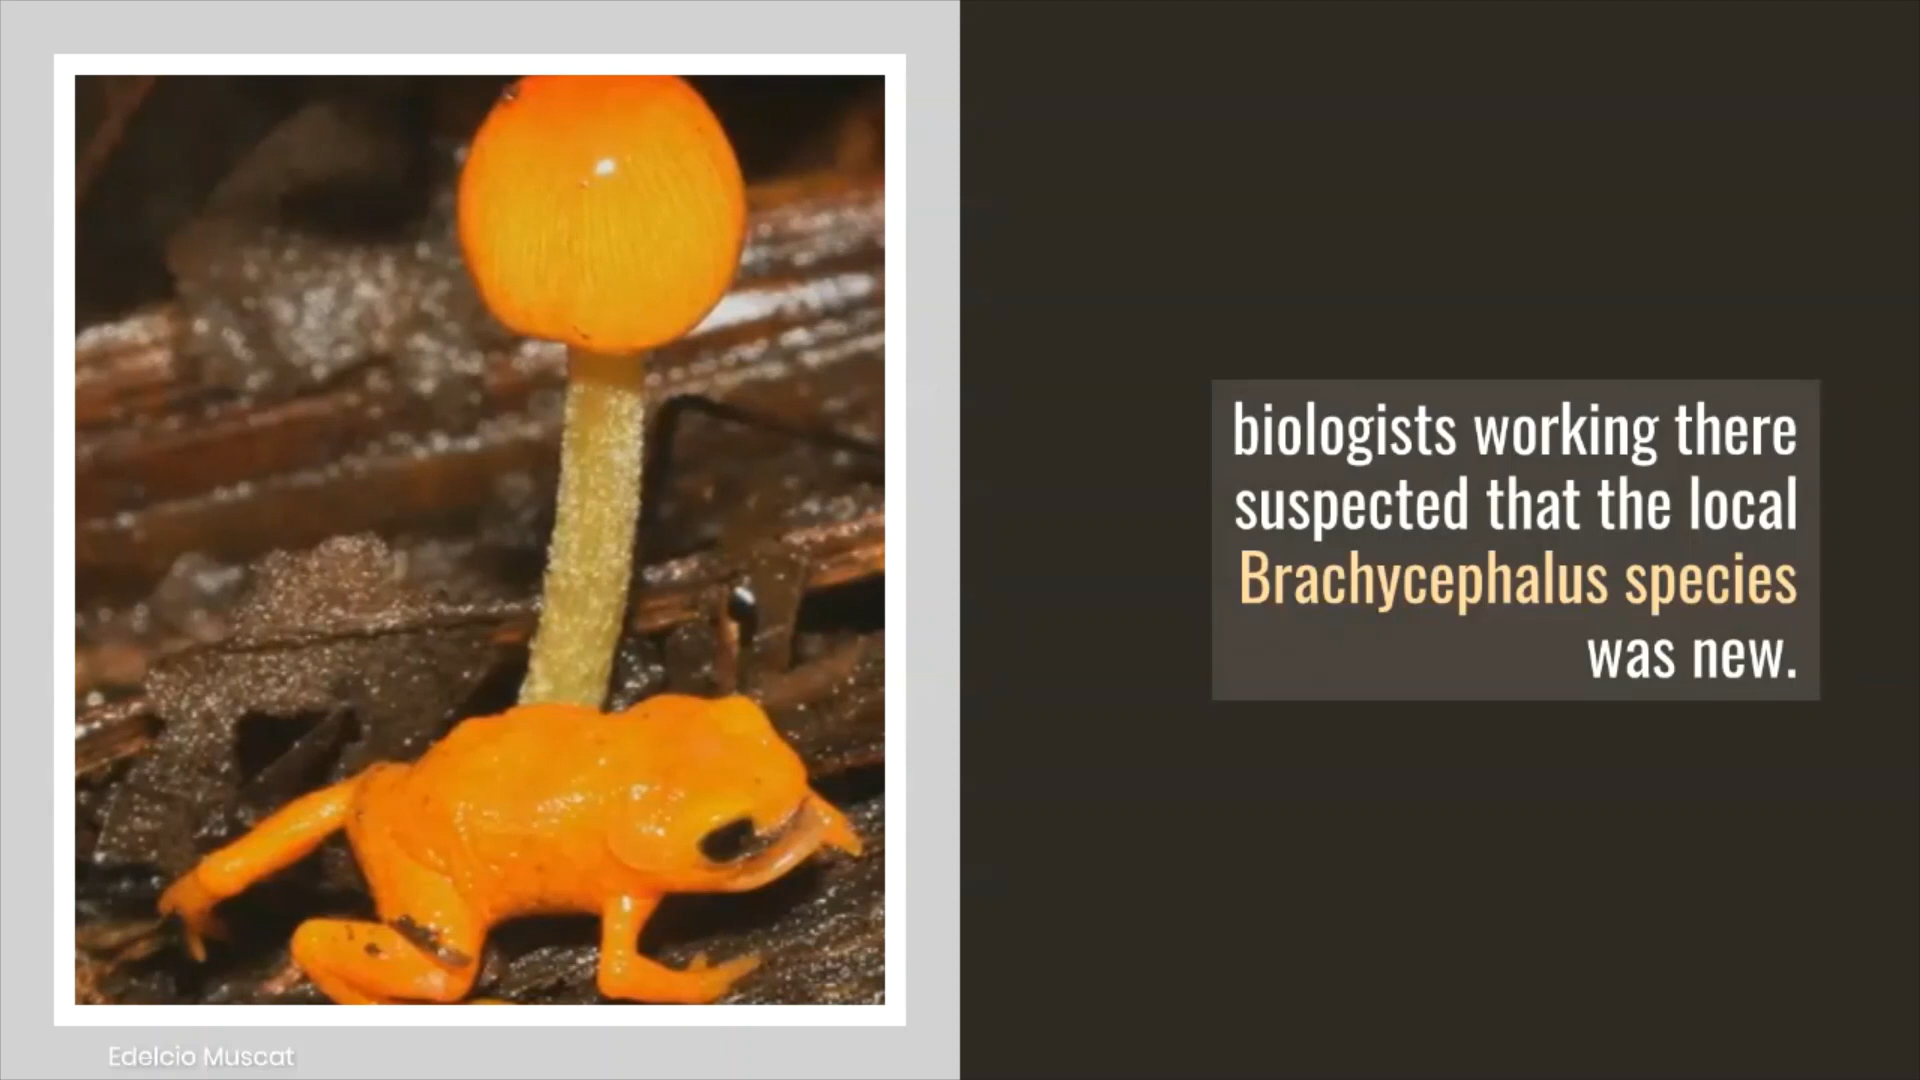 biologists working there
suspected that the local
Brachycephalus species
was new.
Edelcio Muscat